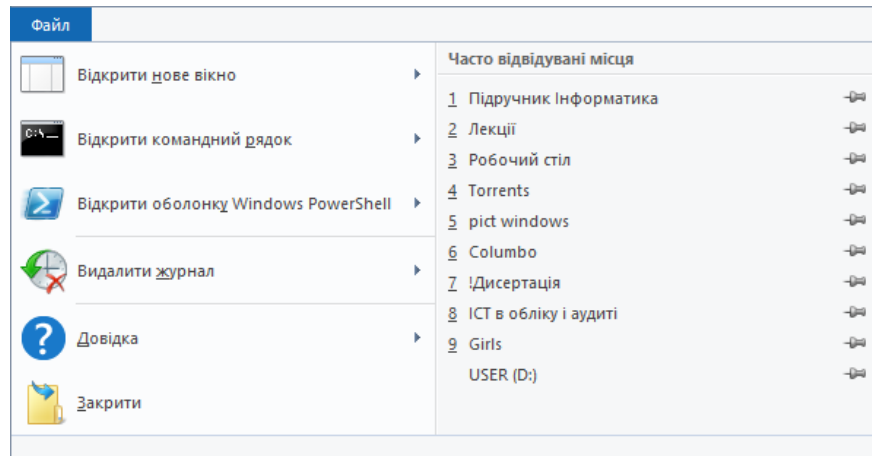 Файл
Відкрити нове вікно
Відкрити командний рядок
Відкрити оболонку Windows PowerShell
Видалити журнал
Довідка
Закрити
Часто відвідувані місця
1 Підручник Інформатика
2 Лекції
3 Робочий стіл
4 Torrents
5 pict windows
6 Columbo
7 !Дисертація
8 ІСТ в обліку і аудиті
9 Girls
USER (D:)
C:\